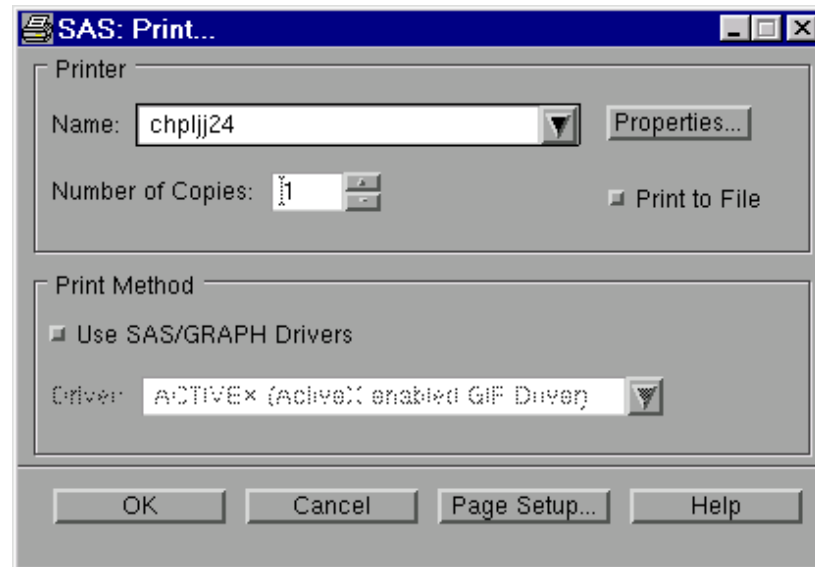 SAS: Print...
Printer
Name: chpljj24 Properties...
Number of Copies: 1 Print to File
Print Method
Use SAS/GRAPH Drivers
Driver: ACTIVEX (ActiveX enabled GIF Driver)
OK Cancel Page Setup... Help